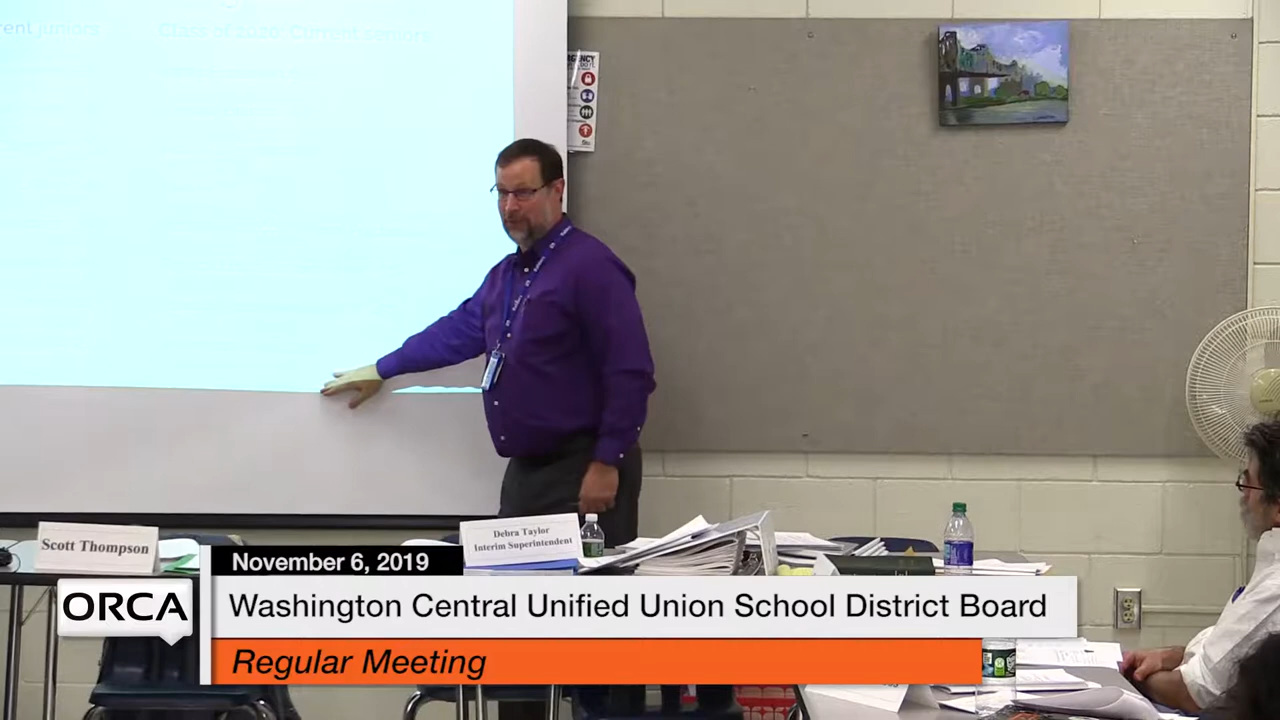 rent juniors
Class of 2020: Current seniors
Scott Thompson
Debra Taylor
Interim Superintendent
November 6, 2019
ORCA
Washington Central Unified Union School District Board
Regular Meeting